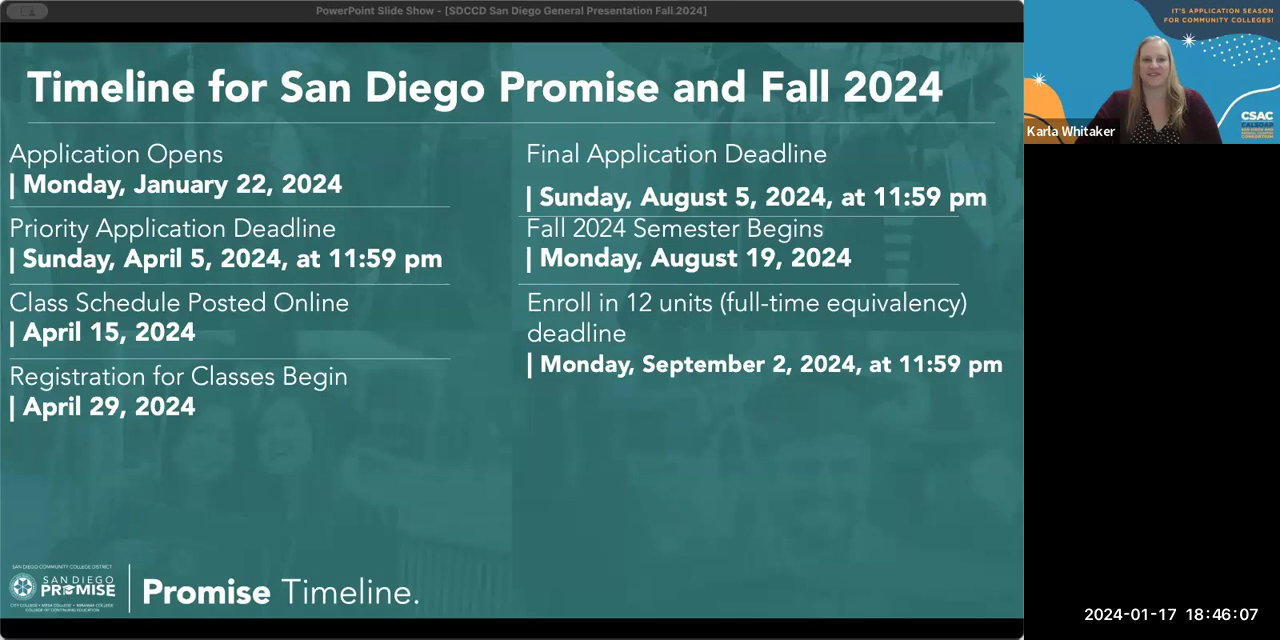 PowerPoint Slide Show - [SDCCD San Diego General Presentation Fall 2024]
Timeline for San Diego Promise and Fall 2024
Application Opens
| Monday, January 22, 2024
Priority Application Deadline
| Sunday, April 5, 2024, at 11:59 pm
Class Schedule Posted Online
| April 15, 2024
Registration for Classes Begin
| April 29, 2024
Final Application Deadline
| Sunday, August 5, 2024, at 11:59 pm
Fall 2024 Semester Begins
| Monday, August 19, 2024
Enroll in 12 units (full-time equivalency)
deadline
| Monday, September 2, 2024, at 11:59 pm
SAN DIEGO COMMUNITY COLLEGE DISTRICT
SAN DIEGO
PROMISE
CITY COLLEGE • MESA COLLEGE • MIRAMAR COLLEGE
COLLEGE OF CONTINUING EDUCATION
Promise Timeline.
IT'S APPLICATION SEASON
FOR COMMUNITY COLLEGES!
CSAC
Karla Whitaker
2024-01-17 18:46:07